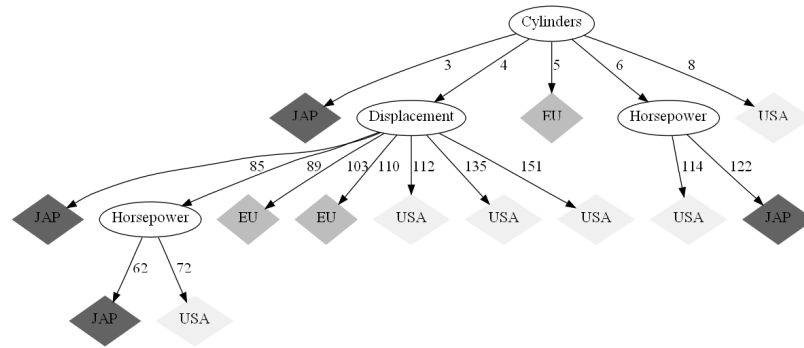 Cylinders
3 4 5 6 8
JAP Displacement EU Horsepower USA
85 89 103 110 112 135 151 114 122
JAP Horsepower EU EU USA USA USA USA JAP
62 72
JAP USA